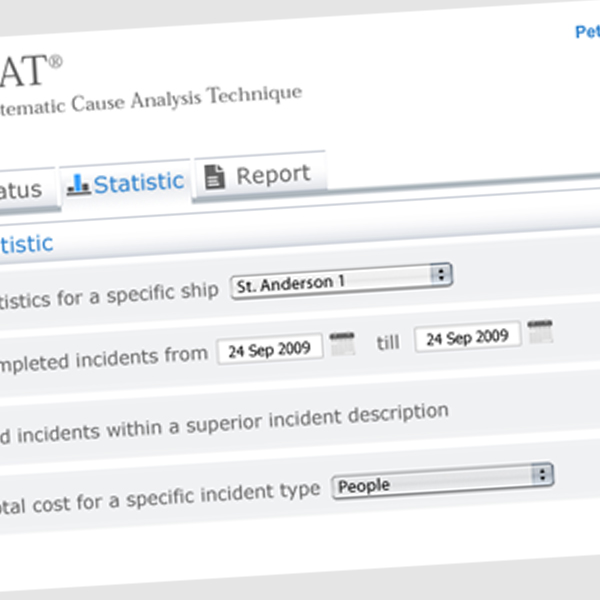 Pet
AT®
tematic Cause Analysis Technique
atus Statistic Report
tistic
tistics for a specific ship St. Anderson 1
mpleted incidents from 24 Sep 2009 till 24 Sep 2009
d incidents within a superior incident description
otal cost for a specific incident type People